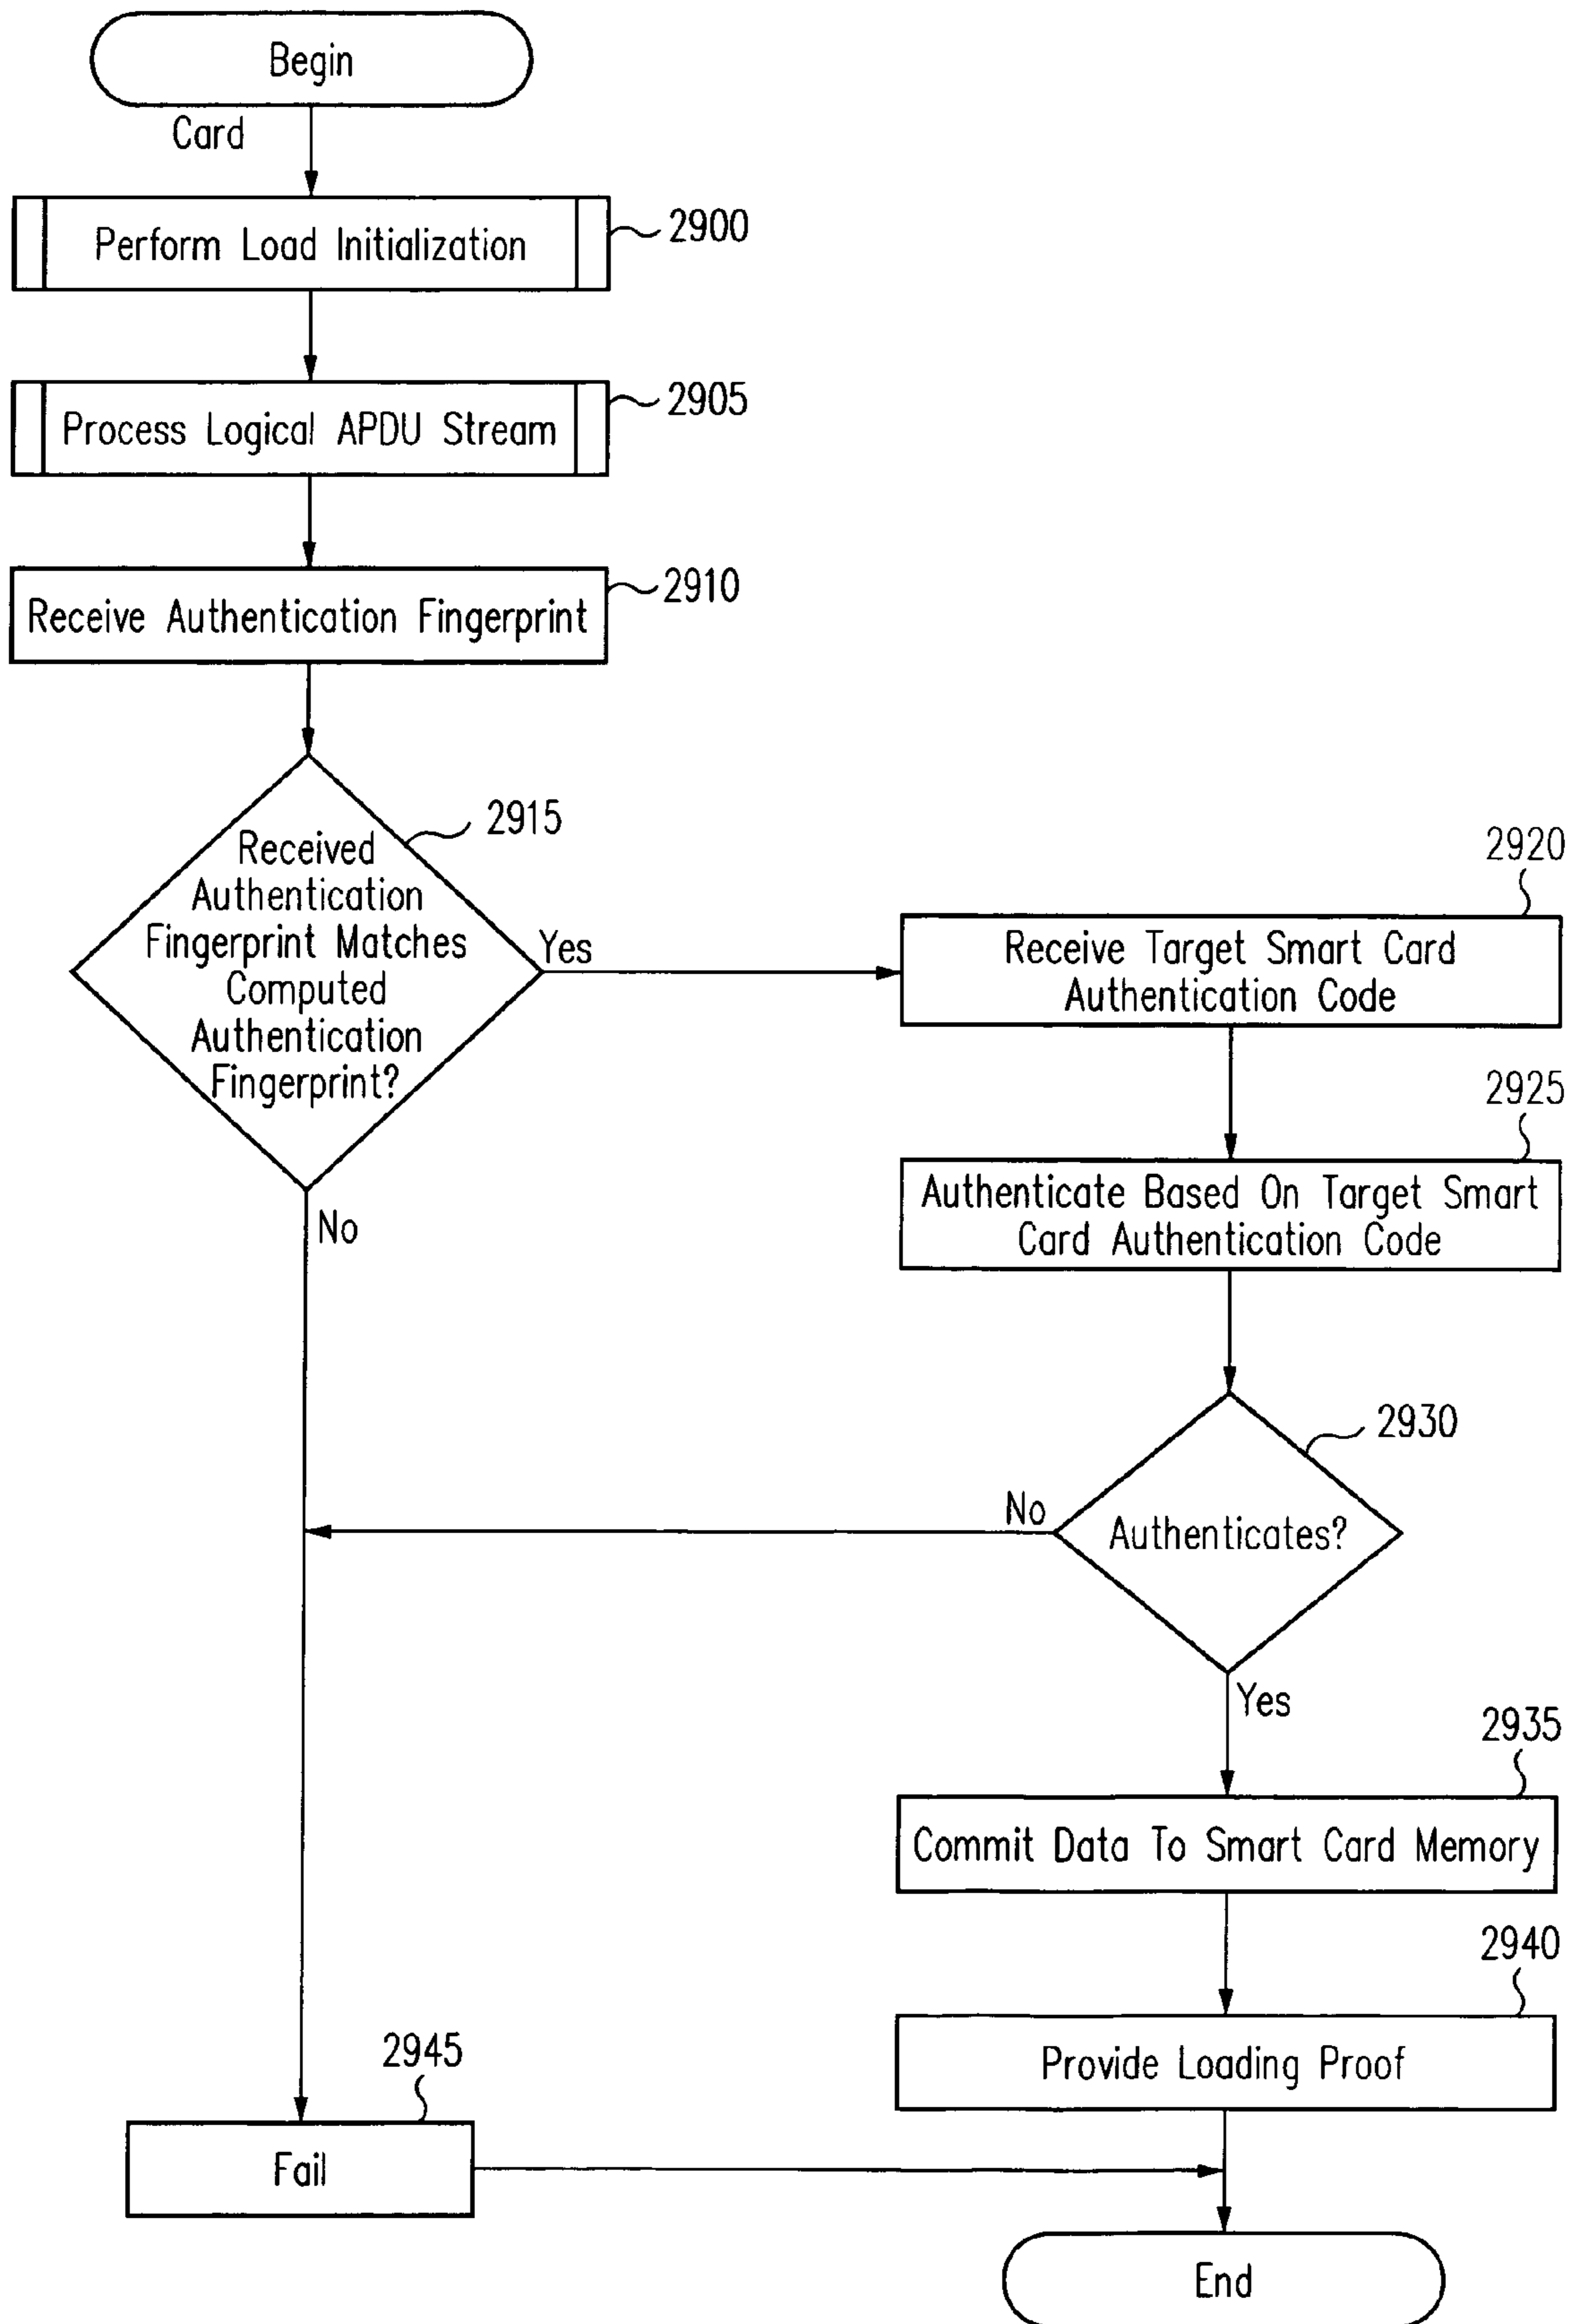 Begin
Card
Perform Load Initialization
2900
Process Logical APDU Stream
2905
Receive Authentication Fingerprint
2910
2915
Received
Authentication
Fingerprint Matches
Computed
Authentication
Fingerprint?
Yes
No
2920
Receive Target Smart Card
Authentication Code
2925
Authenticate Based On Target Smart
Card Authentication Code
2930
Authenticates?
No
Yes
2935
Commit Data To Smart Card Memory
2940
Provide Loading Proof
2945
Fail
End